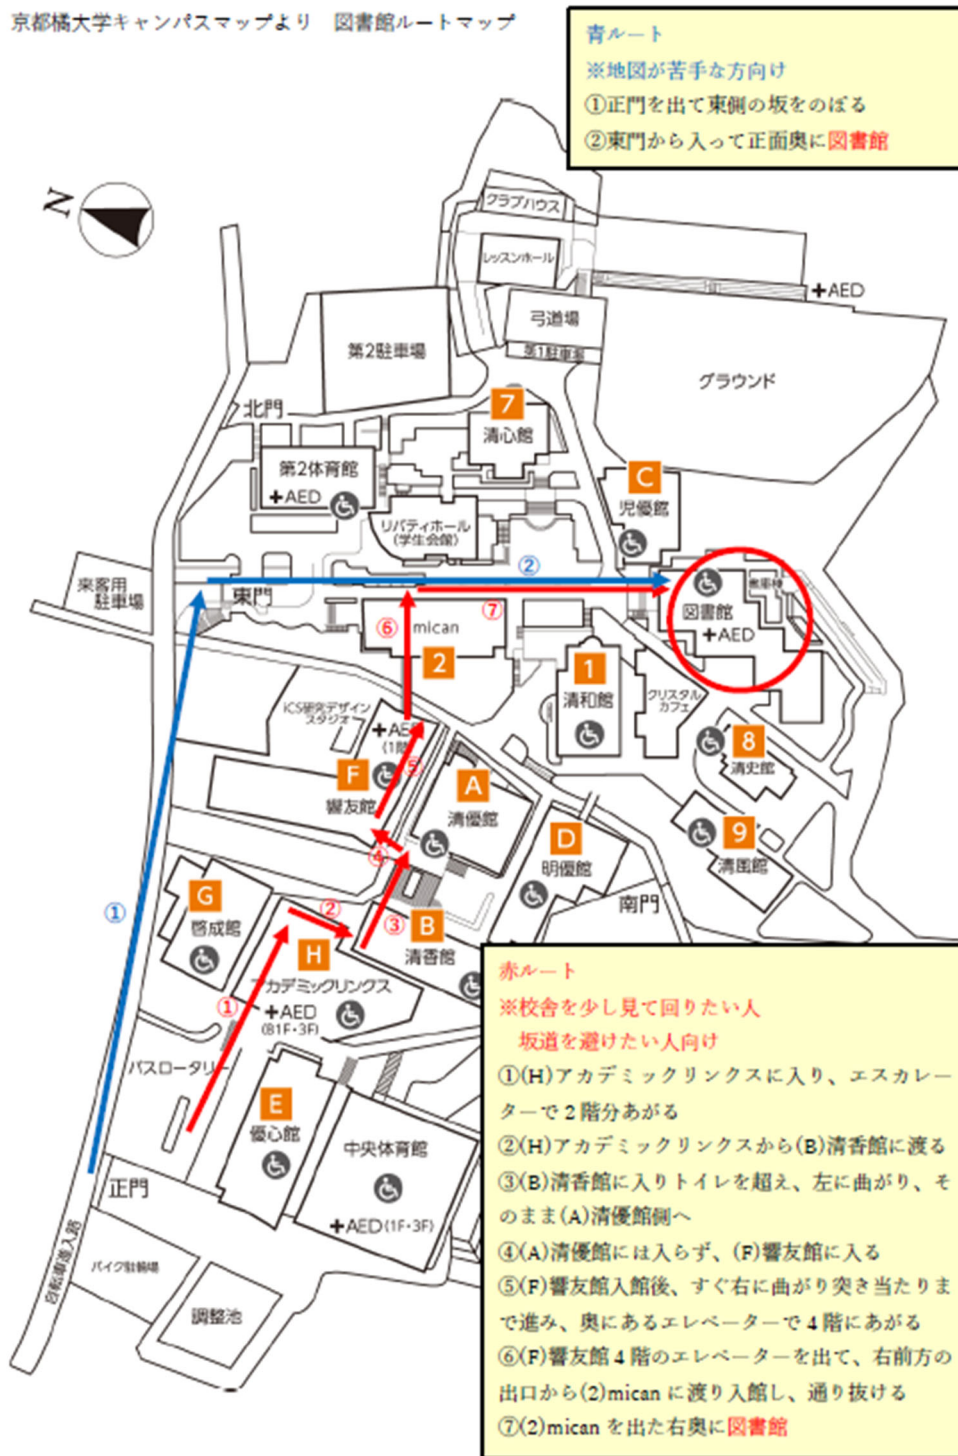 京都橘大学キャンパスマップより　図書館ルートマップ
青ルート
※地図が苦手な方向け
①正門を出て東側の坂をのぼる
②東門から入って正面奥に図書館
N
クラブハウス
レッスンホール
+AED
弓道場
第1駐車場
第2駐車場
グラウンド
北門
7
清心館
第2体育館
+AED
C
児優館
リバティホール
(学生会館)
②
来客用
駐車場
東門
図書館
+AED
書庫棟
⑦
⑥
mican
2
1
清和館
クリスタル
カフェ
iCS研究デザイン
スタジオ
+AED
(1階)
8
清史館
F
響友館
⑤
A
清優館
9
清風館
D
明優館
④
南門
G
啓成館
①
②
③
B
清香館
H
アカデミックリンクス
+AED
(B1F・3F)
①
バスロータリー
E
優心館
中央体育館
+AED(1F・3F)
正門
自転車進入路
バイク駐輪場
調整池
赤ルート
※校舎を少し見て回りたい人
坂道を避けたい人向け
①(H)アカデミックリンクスに入り、エスカレー
ターで2階分あがる
②(H)アカデミックリンクスから(B)清香館に渡る
③(B)清香館に入りトイレを超え、左に曲がり、そ
のまま(A)清優館側へ
④(A)清優館には入らず、(F)響友館に入る
⑤(F)響友館入館後、すぐ右に曲がり突き当たりま
で進み、奥にあるエレベーターで4階にあがる
⑥(F)響友館4階のエレベーターを出て、右前方の
出口から(2)micanに渡り入館し、通り抜ける
⑦(2)micanを出た右奥に図書館